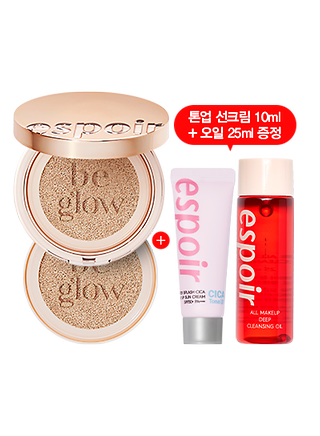 톤업 선크림 10ml
+ 오일 25ml 증정
espoir
be
glow
be
glow
+
espoir
CICA
espoir
ALL MAKEUP
DEEP
CLEANSING OIL